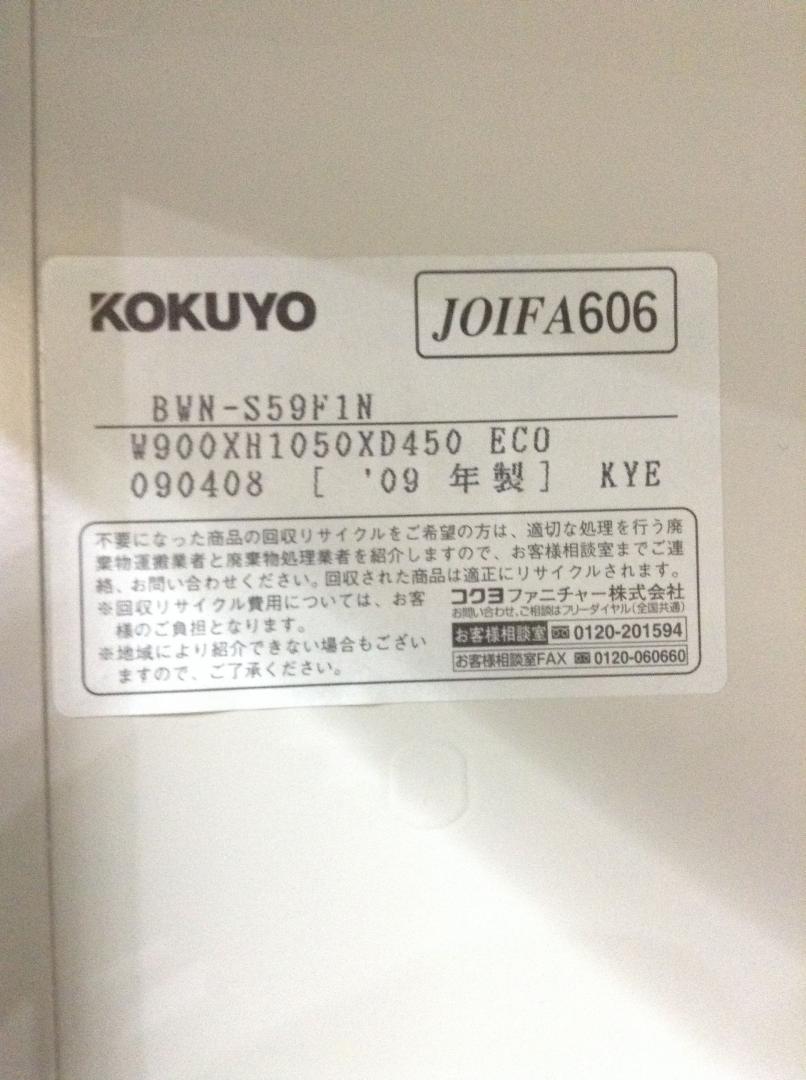 KOKUYO
JOIFA606
BWN-S59F1N
W900XH1050XD450 ECO
090408 [ '09 年製] KYE
不要になった商品の回収リサイクルをご希望の方は、適切な処理を行う廃
棄物運搬業者と廃棄物処理業者を紹介しますので、お客様相談室までご連
絡、お問い合わせください。回収された商品は適正にリサイクルされます。
※回収リサイクル費用については、お客
様のご負担となります。
※地域により紹介できない場合もござい
ますので、ご了承ください。
コクヨファニチャー株式会社
お問い合わせ、ご相談はフリーダイヤル(全国共通)
お客様相談室 0120-201594
お客様相談室FAX 0120-060660